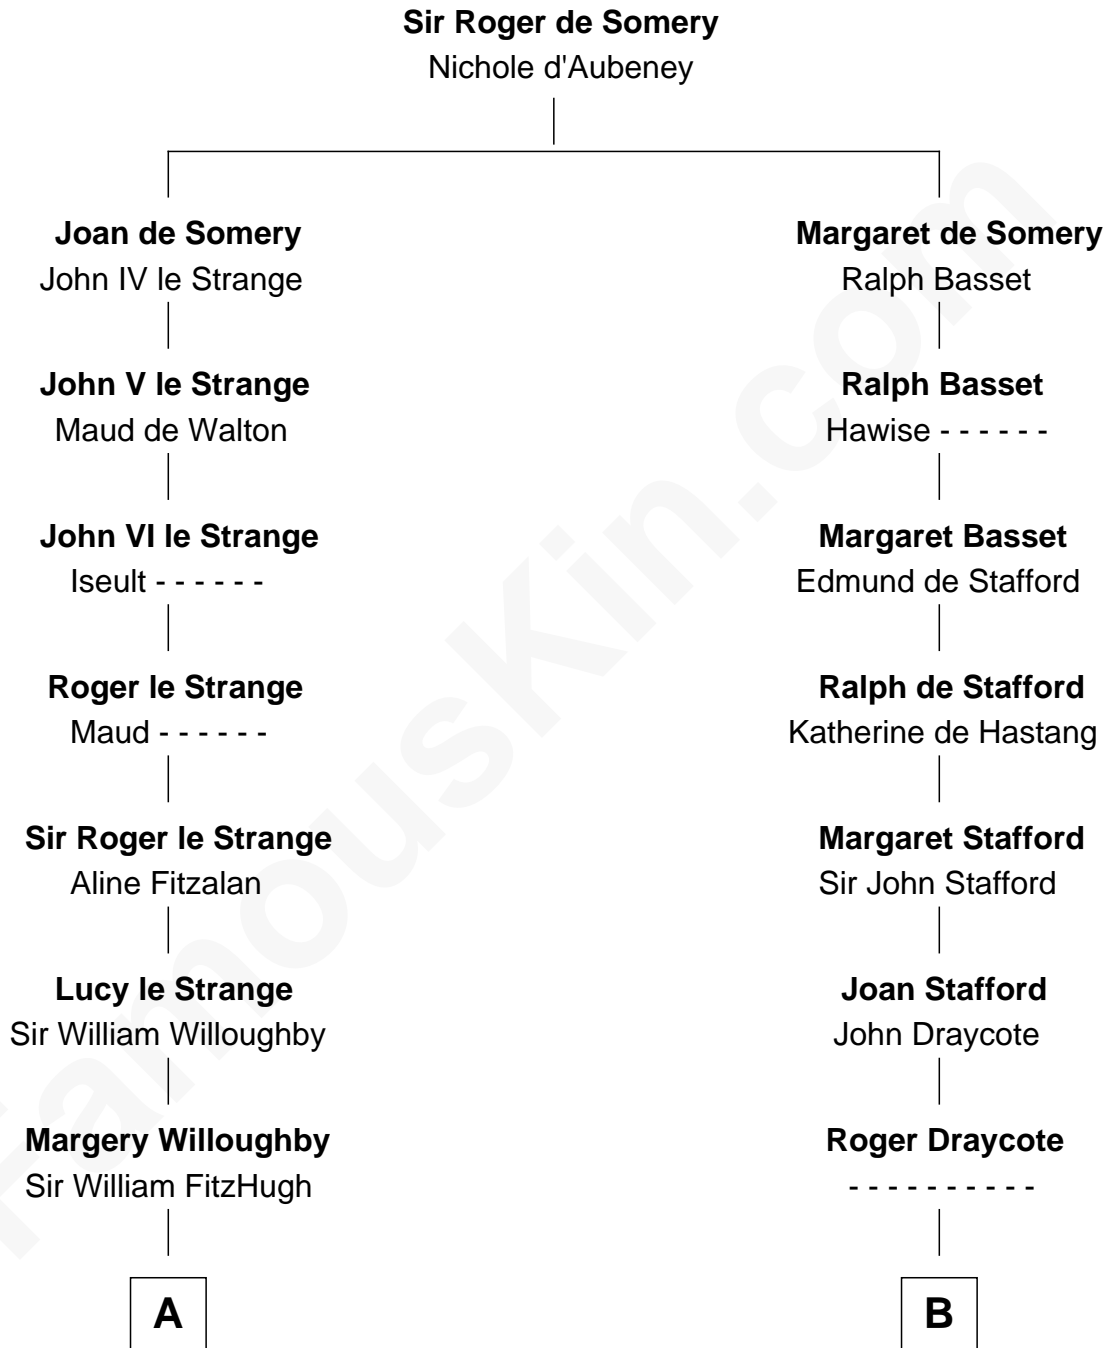 Sir Roger de Somery
Nichole d'Aubeney
Joan de Somery
John IV le Strange
Margaret de Somery
Ralph Basset
John V le Strange
Maud de Walton
Ralph Basset
Hawise - - - - - -
John VI le Strange
Iseult - - - - - -
Margaret Basset
Edmund de Stafford
Roger le Strange
Maud - - - - - -
Ralph de Stafford
Katherine de Hastang
Sir Roger le Strange
Aline Fitzalan
Margaret Stafford
Sir John Stafford
Lucy le Strange
Sir William Willoughby
Joan Stafford
John Draycote
Margery Willoughby
Sir William FitzHugh
Roger Draycote
- - - - - - - - - -
A
B
FamousKin.com